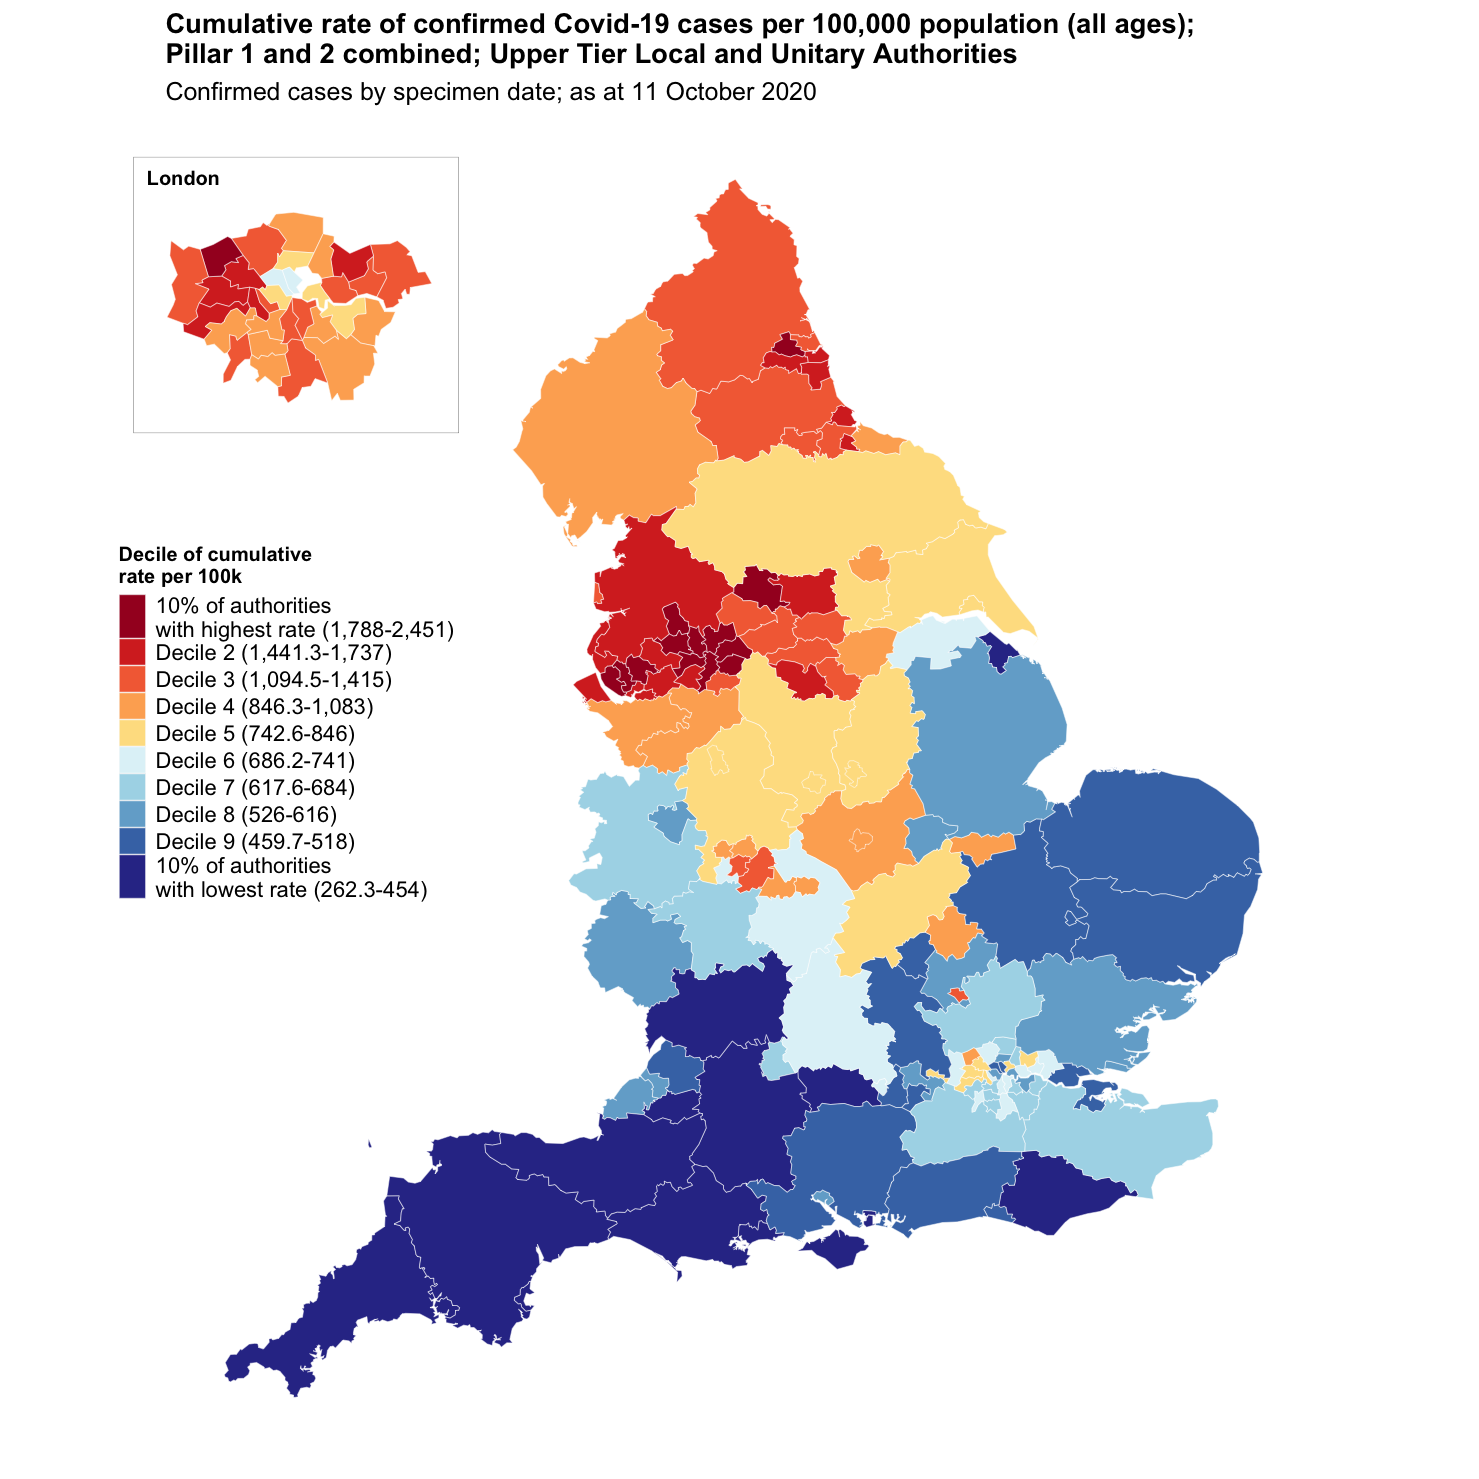 Cumulative rate of confirmed Covid-19 cases per 100,000 population (all ages);
Pillar 1 and 2 combined; Upper Tier Local and Unitary Authorities
Confirmed cases by specimen date; as at 11 October 2020
London
Decile of cumulative
rate per 100k
10% of authorities
with highest rate (1,788-2,451)
Decile 2 (1,441.3-1,737)
Decile 3 (1,094.5-1,415)
Decile 4 (846.3-1,083)
Decile 5 (742.6-846)
Decile 6 (686.2-741)
Decile 7 (617.6-684)
Decile 8 (526-616)
Decile 9 (459.7-518)
10% of authorities
with lowest rate (262.3-454)